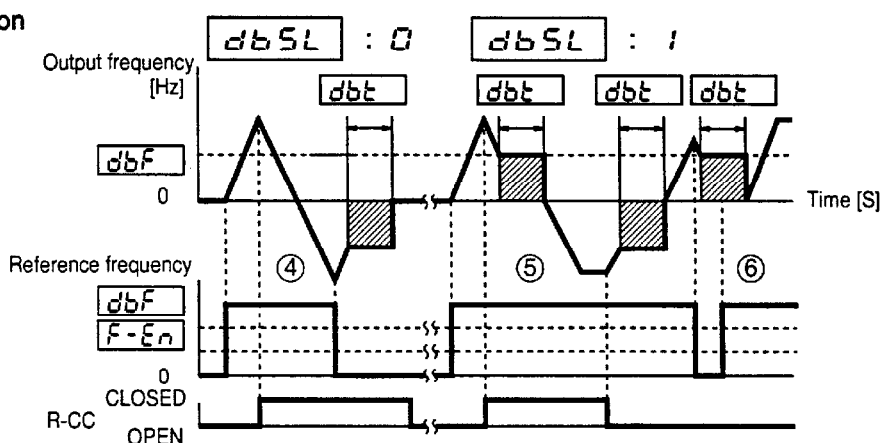 on
dbSL : 0 dbSL : 1
Output frequency
[Hz]
dbt dbt dbt dbt
dbF
0
Time [S]
④ ⑤ ⑥
Reference frequency
dbF
F-En
0
CLOSED
R-CC
OPEN